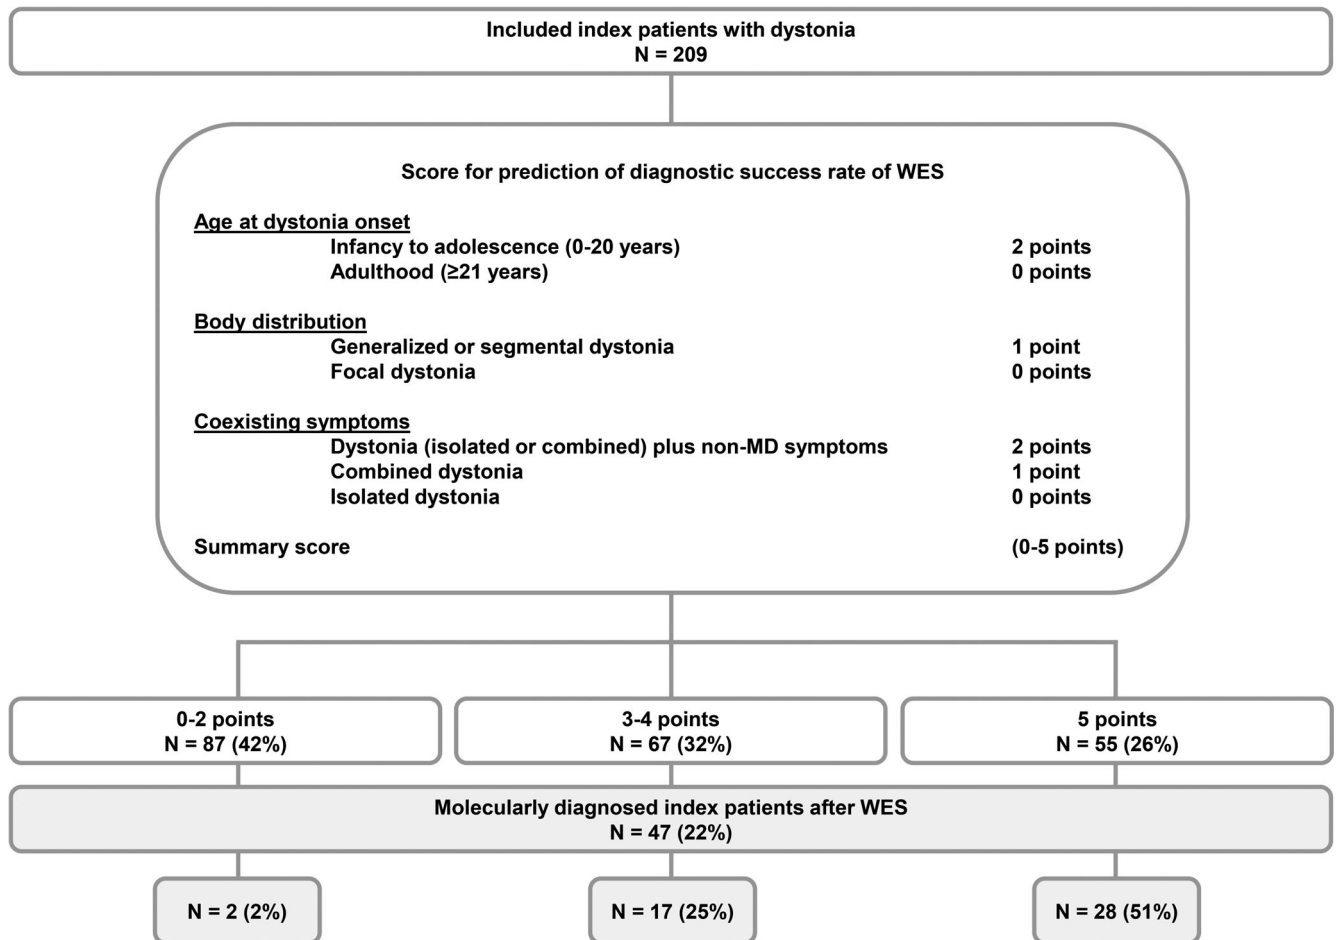 Included index patients with dystonia
N = 209
Score for prediction of diagnostic success rate of WES
Age at dystonia onset
Infancy to adolescence (0-20 years) 2 points
Adulthood (≥21 years) 0 points
Body distribution
Generalized or segmental dystonia 1 point
Focal dystonia 0 points
Coexisting symptoms
Dystonia (isolated or combined) plus non-MD symptoms 2 points
Combined dystonia 1 point
Isolated dystonia 0 points
Summary score (0-5 points)
0-2 points
N = 87 (42%)
3-4 points
N = 67 (32%)
5 points
N = 55 (26%)
Molecularly diagnosed index patients after WES
N = 47 (22%)
N = 2 (2%)
N = 17 (25%)
N = 28 (51%)